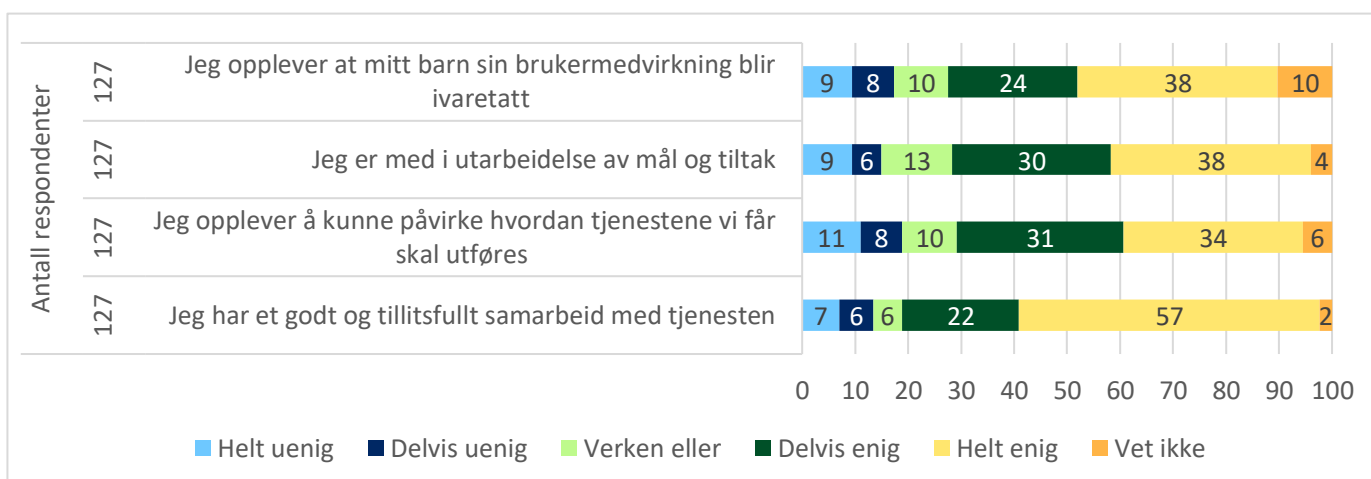 Antall respondenter
127
Jeg opplever at mitt barn sin brukermedvirkning blir
ivaretatt
9 8 10 24 38 10
127
Jeg er med i utarbeidelse av mål og tiltak
9 6 13 30 38 4
127
Jeg opplever å kunne påvirke hvordan tjenestene vi får
skal utføres
11 8 10 31 34 6
127
Jeg har et godt og tillitsfullt samarbeid med tjenesten
7 6 6 22 57 2
0 10 20 30 40 50 60 70 80 90 100
Helt uenig Delvis uenig Verken eller Delvis enig Helt enig Vet ikke